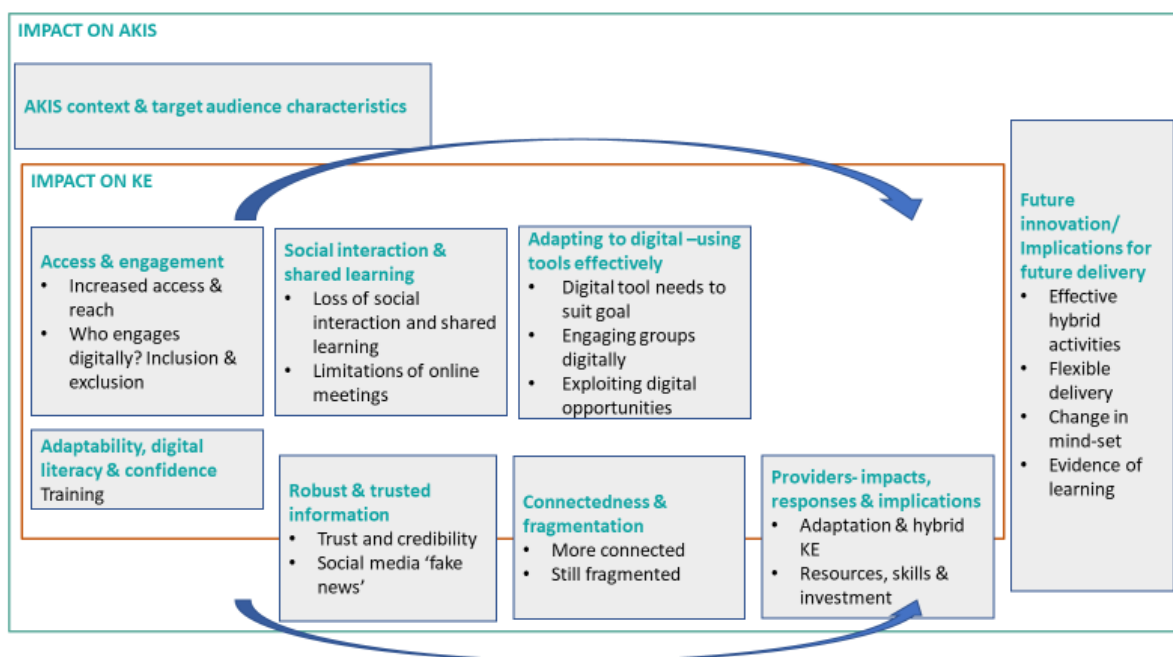 IMPACT ON AKIS
AKIS context & target audience characteristics
IMPACT ON KE
Access & engagement
• Increased access &
reach
• Who engages
digitally? Inclusion &
exclusion
Social interaction &
shared learning
• Loss of social
interaction and shared
learning
• Limitations of online
meetings
Adapting to digital –using
tools effectively
• Digital tool needs to
suit goal
• Engaging groups
digitally
• Exploiting digital
opportunities
Adaptability, digital
literacy & confidence
Training
Robust & trusted
information
• Trust and credibility
• Social media ‘fake
news’
Connectedness &
fragmentation
• More connected
• Still fragmented
Providers- impacts,
responses & implications
• Adaptation & hybrid
KE
• Resources, skills &
investment
Future
innovation/
Implications for
future delivery
• Effective
hybrid
activities
• Flexible
delivery
• Change in
mind-set
• Evidence of
learning